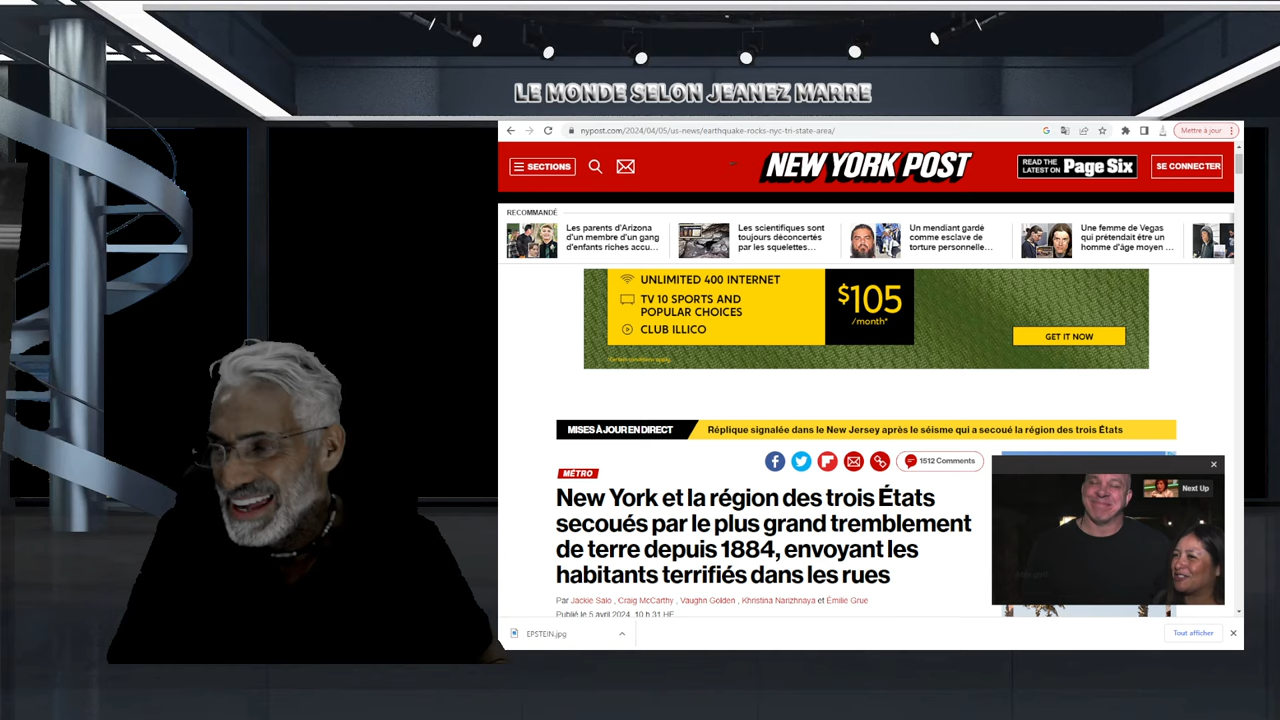 LE MONDE SELON JEANEZ MARRE
nypost.com/2024/04/05/us-news/earthquake-rocks-nyc-tri-state-area/
Mettre à jour
SECTIONS
NEW YORK POST
READ THE
LATEST ON
Page Six
SE CONNECTER
RECOMMANDÉ
Les parents d'Arizona
d'un membre d'un gang
d'enfants riches accu...
Les scientifiques sont
toujours déconcertés
par les squelettes...
Un mendiant gardé
comme esclave de
torture personnelle...
Une femme de Vegas
qui prétendait être un
homme d'âge moyen ...
UNLIMITED 400 INTERNET
TV 10 SPORTS AND
POPULAR CHOICES
CLUB ILLICO
$105
/month*
GET IT NOW
MISES À JOUR EN DIRECT
Réplique signalée dans le New Jersey après le séisme qui a secoué la région des trois États
1512 Comments
MÉTRO
Next Up
New York et la région des trois États
secoués par le plus grand tremblement
de terre depuis 1884, envoyant les
habitants terrifiés dans les rues
Par Jackie Salo , Craig McCarthy , Vaughn Golden , Khristina Narizhnaya et Émilie Grue
Publié le 5 avril 2024, 10 h 31 HE
EPSTEIN.jpg
Tout afficher